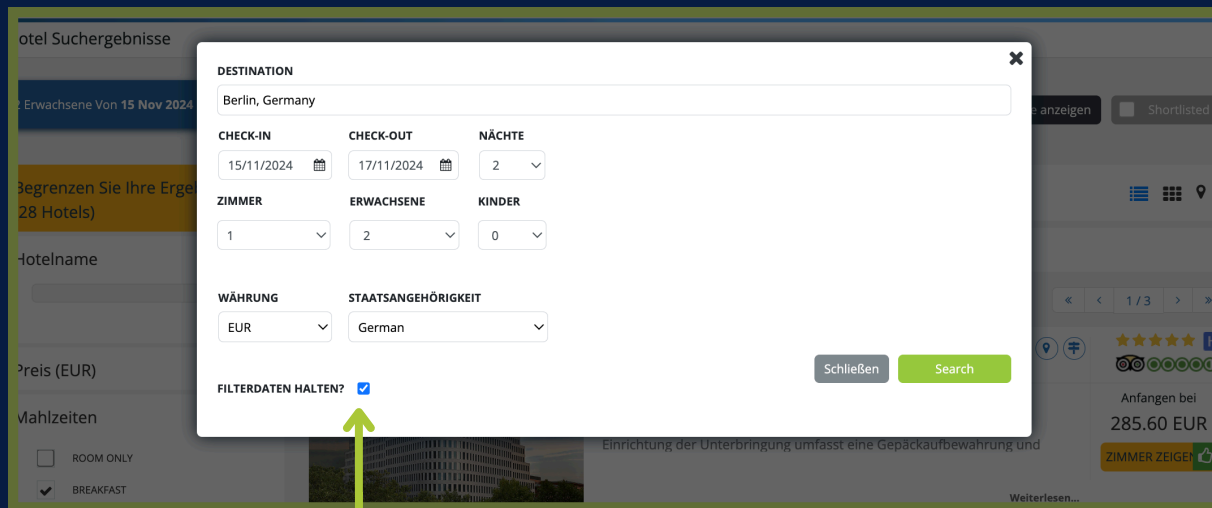 otel Suchergebnisse
DESTINATION
Berlin, Germany
Erwachsene Von 15 Nov 2024
e anzeigen
Shortlisted
CHECK-IN CHECK-OUT NÄCHTE
15/11/2024 17/11/2024 2
Begrenzen Sie Ihre Ergel
28 Hotels)
ZIMMER ERWACHSENE KINDER
1 2 0
Hotelname
WÄHRUNG STAATSANGEHÖRIGKEIT
EUR German
« < 1 / 3 > »
Preis (EUR)
Schließen Search
FILTERDATEN HALTEN?
Anfangen bei
285.60 EUR
Mahlzeiten
Einrichtung der Unterbringung umfasst eine Gepäckaufbewahrung und
ROOM ONLY
ZIMMER ZEIGEN
BREAKFAST
Weiterlesen...